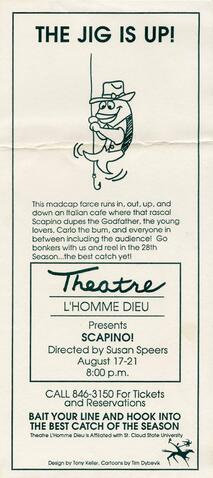 THE JIG IS UP!
This madcap farce runs in, out, up, and
down an Italian cafe where that rascal
Scapino dupes the Godfather, the young
lovers, Carlo the bum, and everyone in
between including the audience! Go
bonkers with us and reel in the 28th
Season...the best catch yet!
Theatre
L'HOMME DIEU
Presents
SCAPINO!
Directed by Susan Speers
August 17-21
8:00 p.m.
CALL 846-3150 For Tickets
and Reservations
BAIT YOUR LINE AND HOOK INTO
THE BEST CATCH OF THE SEASON
Theatre L'Homme Dieu is Affiliated with St. Cloud State University
Design by Tony Keller, Cartoons by Tim Dybevik